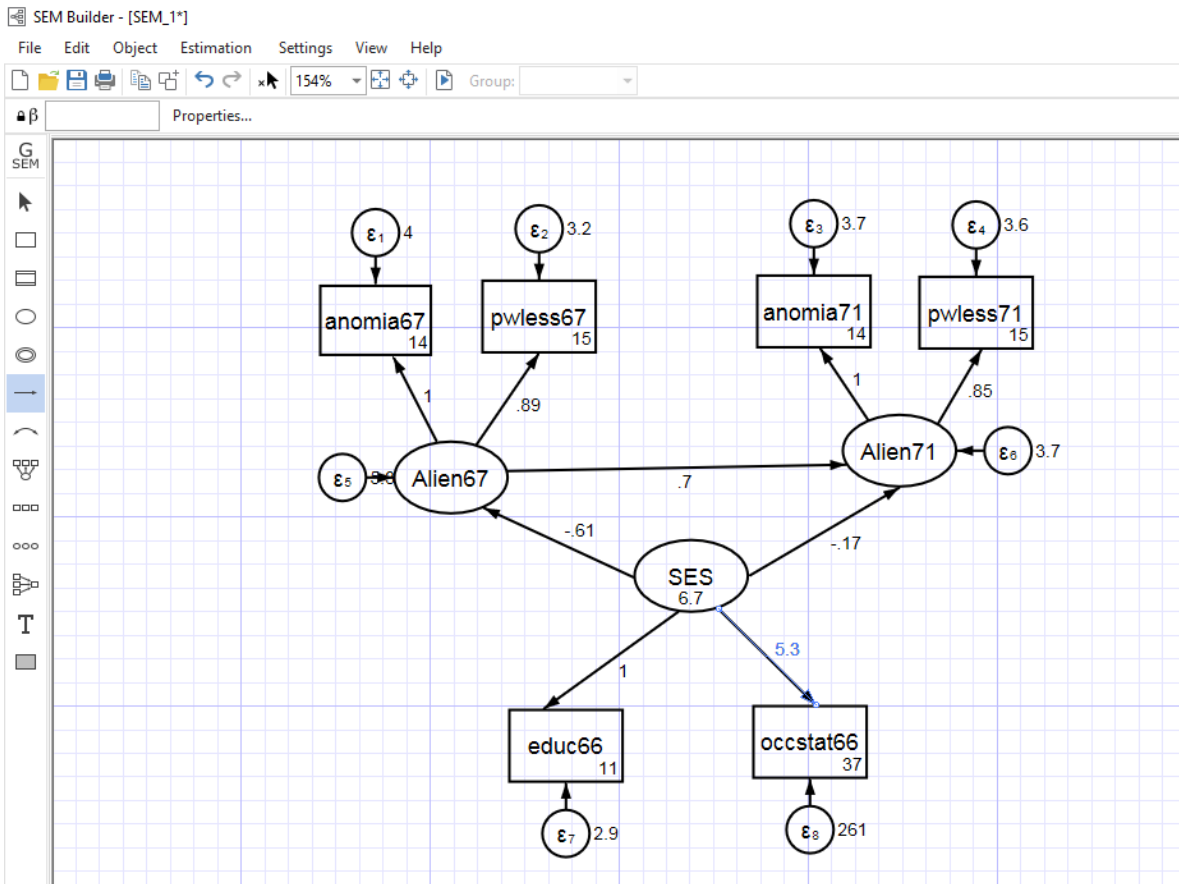 SEM Builder - [SEM_1*]
File Edit Object Estimation Settings View Help
154% Group:
β Properties...
G
SEM
T
ε1 4
ε2 3.2
ε3 3.7
ε4 3.6
anomia67
14
pwless67
15
anomia71
14
pwless71
15
1
.89
1
.85
ε5
Alien67
Alien71
ε6 3.7
.7
-.61
-.17
SES
6.7
5.3
1
educ66
11
occstat66
37
ε7 2.9
ε8 261